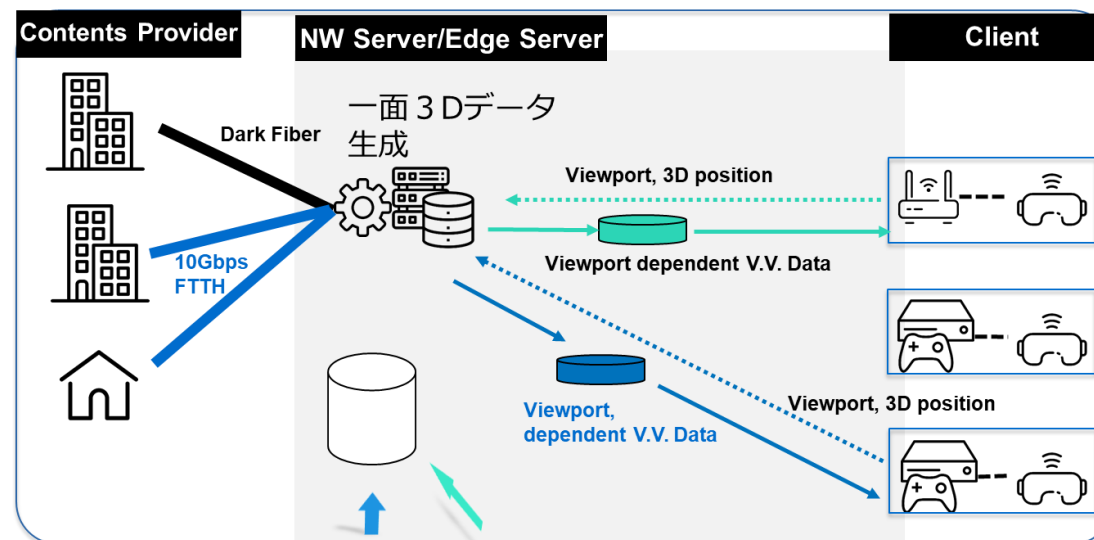 Contents Provider
NW Server/Edge Server
Client
一面３Dデータ
生成
Dark Fiber
10Gbps
FTTH
Viewport, 3D position
Viewport dependent V.V. Data
Viewport, 3D position
Viewport,
dependent V.V. Data